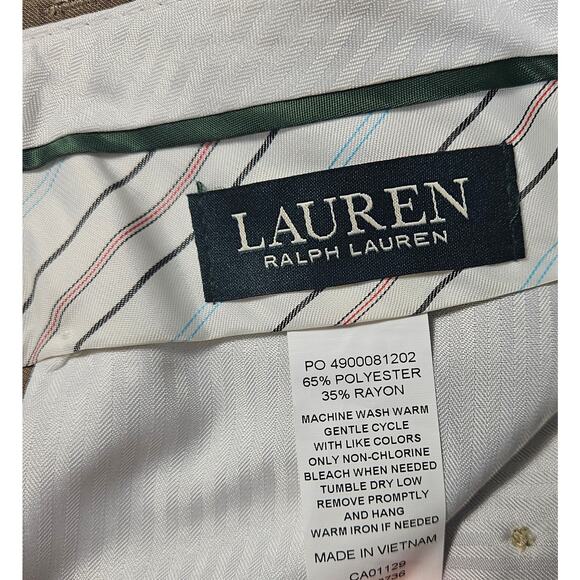 LAUREN
RALPH LAUREN
PO 4900081202
65% POLYESTER
35% RAYON
MACHINE WASH WARM
GENTLE CYCLE
WITH LIKE COLORS
ONLY NON-CHLORINE
BLEACH WHEN NEEDED
TUMBLE DRY LOW
REMOVE PROMPTLY
AND HANG
WARM IRON IF NEEDED
MADE IN VIETNAM
CA01129